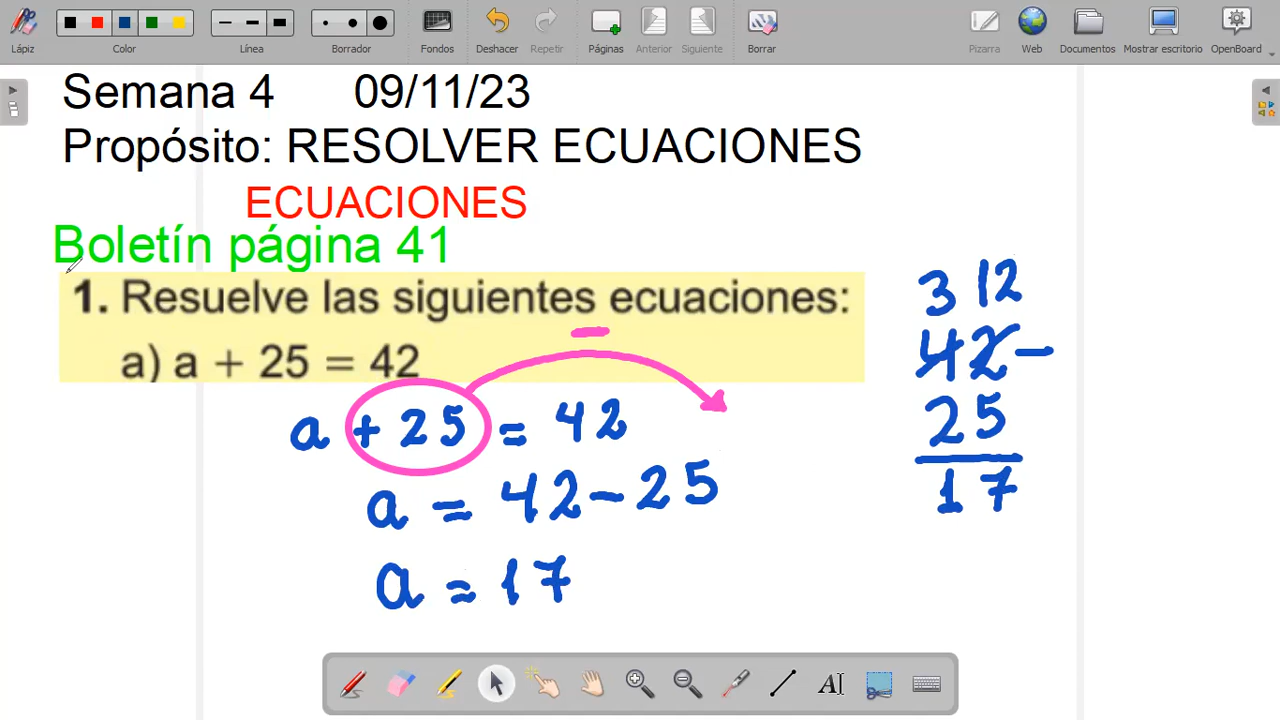 Lápiz Color Línea Borrador Fondos Deshacer Repetir Páginas Anterior Siguiente Borrar Pizarra Web Documentos Mostrar escritorio OpenBoard
Semana 4 09/11/23
Propósito: RESOLVER ECUACIONES
ECUACIONES
Boletín página 41
1. Resuelve las siguientes ecuaciones:
a) a + 25 = 42
a + 25 = 42
a = 42 - 25
a = 17
3 12
42 -
25
17
AI